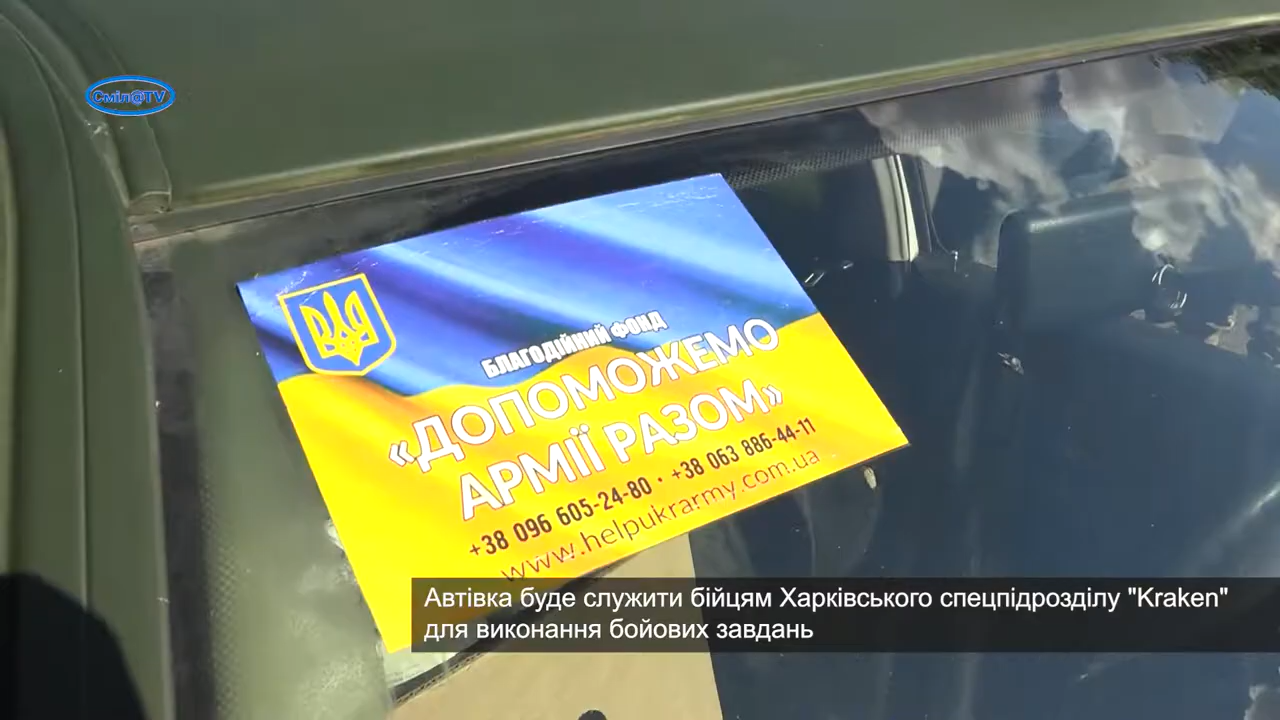 Сміл@TV
БЛАГОДІЙНИЙ ФОНД
«ДОПОМОЖЕМО
АРМІЇ РАЗОМ»
+38 096 605-24-80 · +38 063 886-44-11
www.helpukrarmy.com.ua
Автівка буде служити бійцям Харківського спецпідрозділу "Kraken"
для виконання бойових завдань